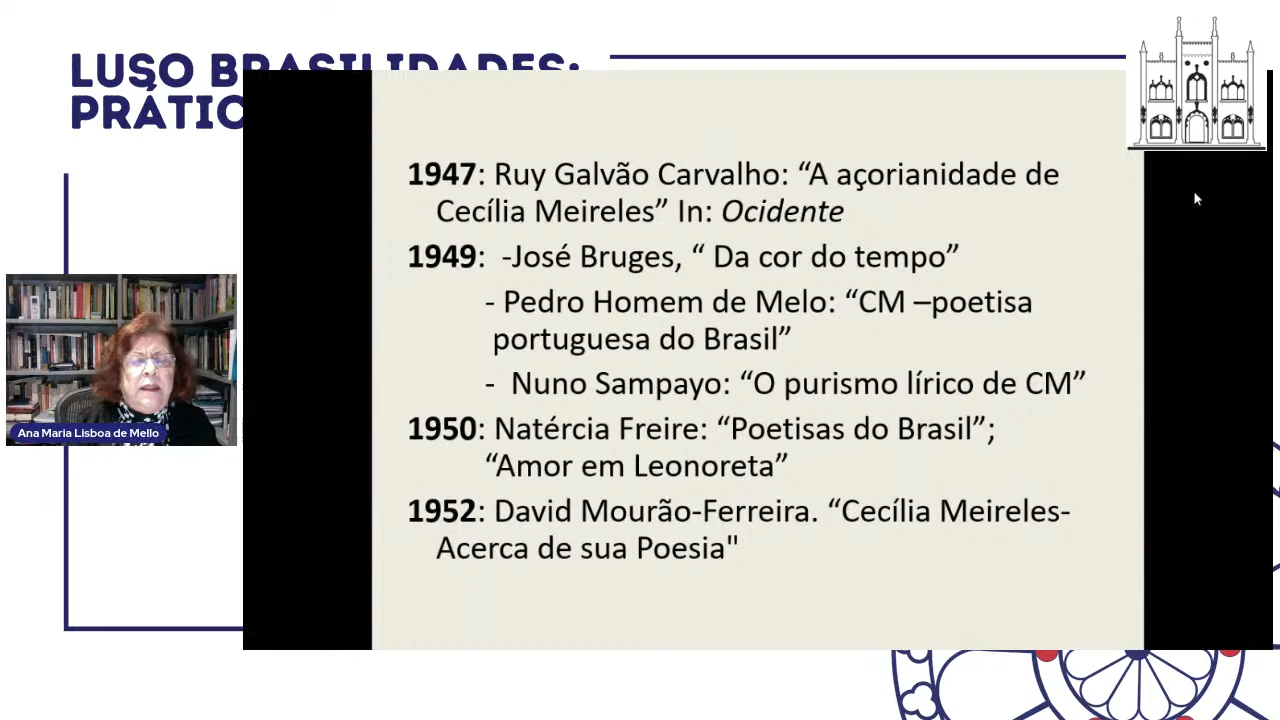 LUSO BRASILIDADES:
PRÁTIC
1947: Ruy Galvão Carvalho: “A açorianidade de
Cecília Meireles” In: Ocidente
1949:  -José Bruges, “ Da cor do tempo”
- Pedro Homem de Melo: “CM –poetisa
portuguesa do Brasil”
-  Nuno Sampayo: “O purismo lírico de CM”
1950: Natércia Freire: “Poetisas do Brasil”;
“Amor em Leonoreta”
1952: David Mourão-Ferreira. “Cecília Meireles-
Acerca de sua Poesia"
Ana Maria Lisboa de Mello